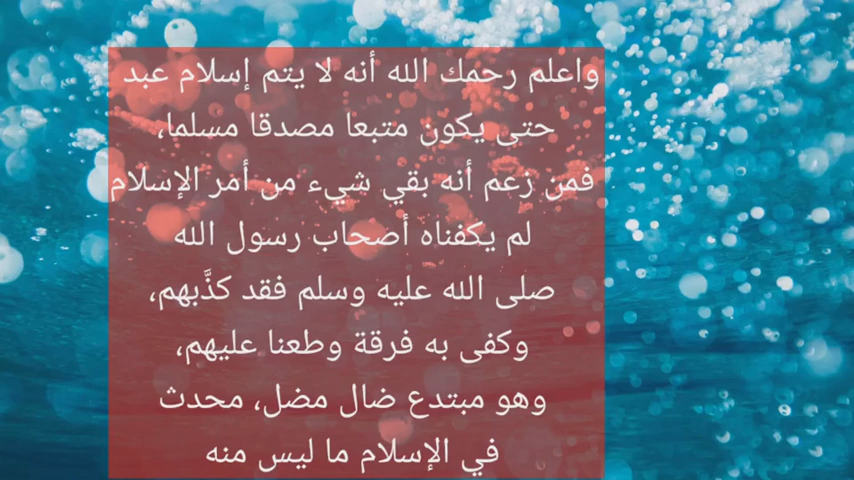 واعلم رحمك الله أنه لا يتم إسلام عبد
حتى يكون متبعا مصدقا مسلما،
فمن زعم أنه بقي شيء من أمر الإسلام
لم يكفناه أصحاب رسول الله
صلى الله عليه وسلم فقد كذَّبهم،
وكفى به فرقة وطعنا عليهم،
وهو مبتدع ضال مضل، محدث
في الإسلام ما ليس منه